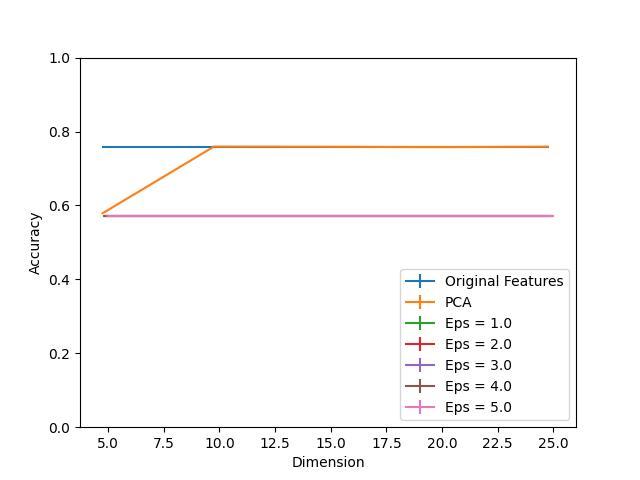 1.0
0.8
0.6
0.4
0.2
0.0
Accuracy
Original Features
PCA
Eps = 1.0
Eps = 2.0
Eps = 3.0
Eps = 4.0
Eps = 5.0
5.0 7.5 10.0 12.5 15.0 17.5 20.0 22.5 25.0
Dimension